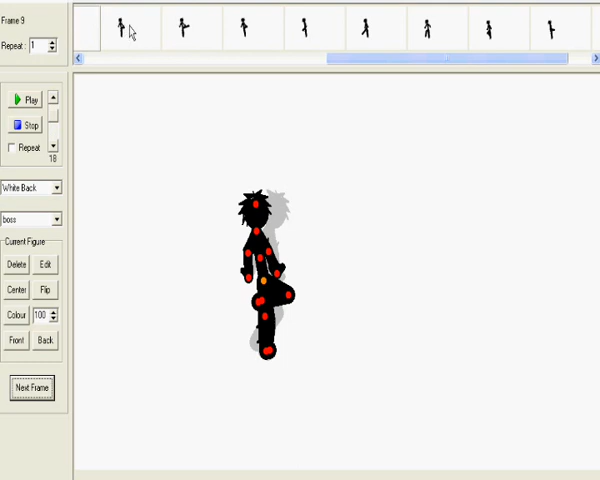 Frame 9
Repeat: 1
Play
Stop
Repeat
18
White Back
boss
Current Figure
Delete Edit
Center Flip
Colour 100
Front Back
Next Frame